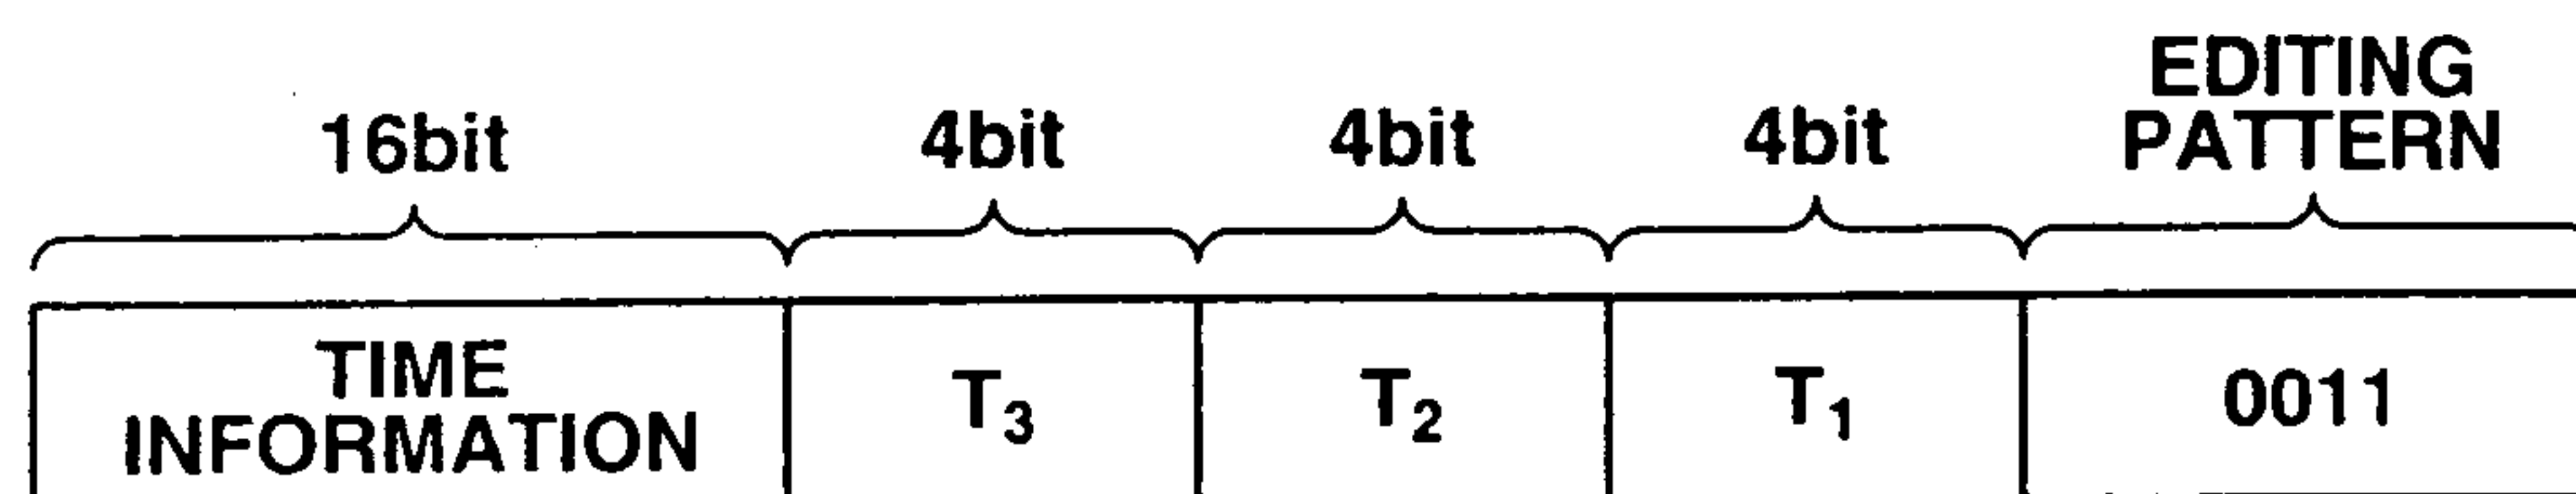 16bit
4bit
4bit
4bit
EDITING
PATTERN
TIME
INFORMATION
T₃
T₂
T₁
0011